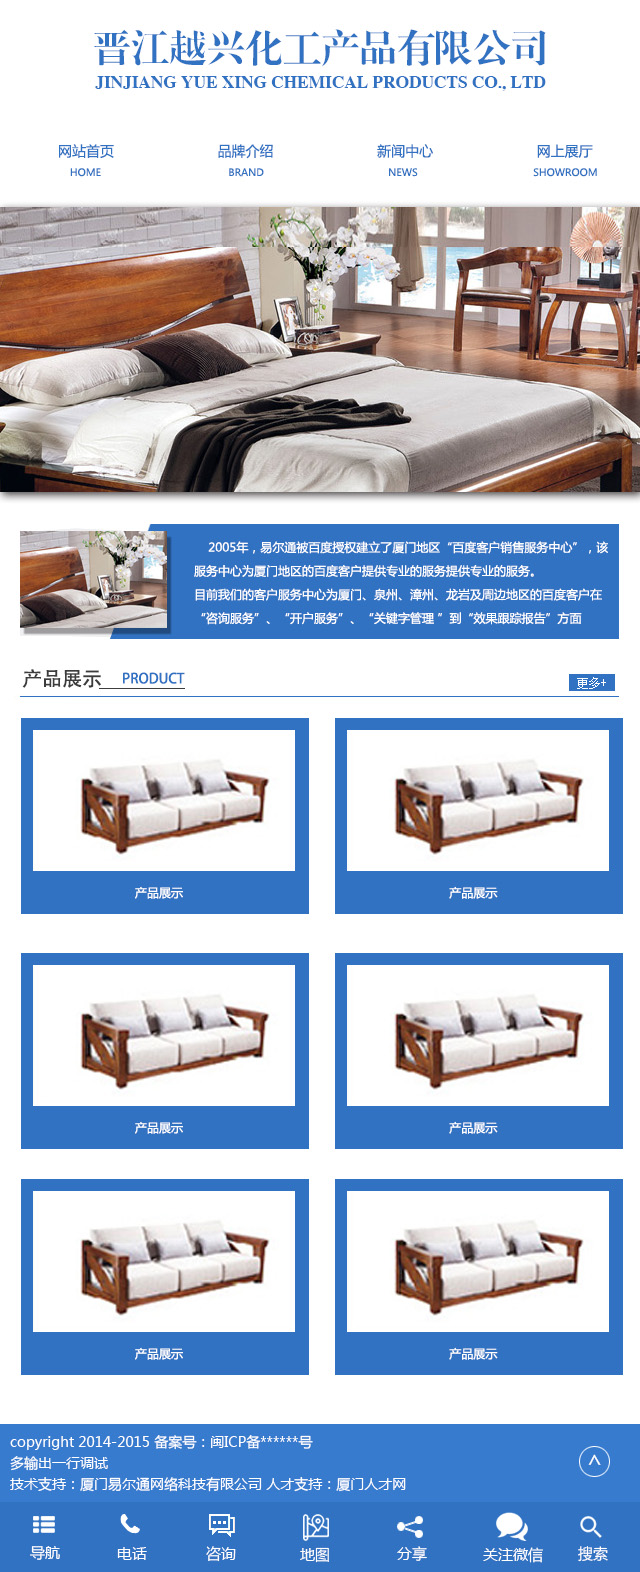 晋江越兴化工产品有限公司
JINJIANG YUE XING CHEMICAL PRODUCTS CO., LTD
网站首页 品牌介绍 新闻中心 网上展厅
HOME BRAND NEWS SHOWROOM
2005年，易尔通被百度授权建立了厦门地区“百度客户销售服务中心”，该
服务中心为厦门地区的百度客户提供专业的服务提供专业的服务。
目前我们的客户服务中心为厦门、泉州、漳州、龙岩及周边地区的百度客户在
“咨询服务”、“开户服务”、“关键字管理 ”到“效果跟踪报告”方面
产品展示 PRODUCT 更多+
产品展示 产品展示
产品展示 产品展示
产品展示 产品展示
copyright 2014-2015 备案号：闽ICP备******号
多输出一行调试
技术支持：厦门易尔通网络科技有限公司 人才支持：厦门人才网
导航 电话 咨询 地图 分享 关注微信 搜索